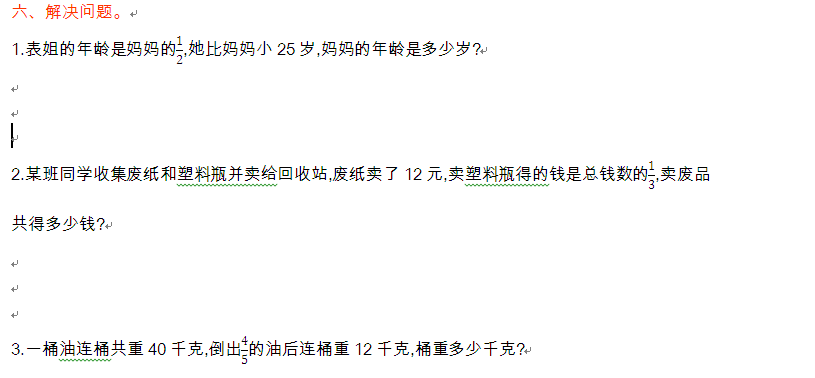 六、解决问题。
1.表姐的年龄是妈妈的1/2,她比妈妈小25岁,妈妈的年龄是多少岁?
2.某班同学收集废纸和塑料瓶并卖给回收站,废纸卖了12元,卖塑料瓶得的钱是总钱数的1/3,卖废品
共得多少钱?
3.一桶油连桶共重40千克,倒出4/5的油后连桶重12千克,桶重多少千克?